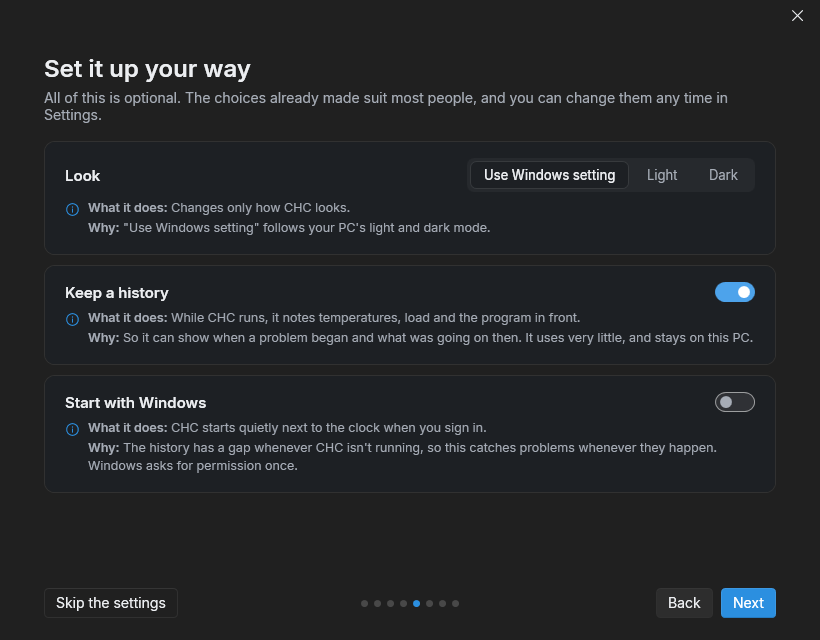 Set it up your way
All of this is optional. The choices already made suit most people, and you can change them any time in
Settings.
Look
Use Windows setting Light Dark
What it does: Changes only how CHC looks.
Why: "Use Windows setting" follows your PC's light and dark mode.
Keep a history
What it does: While CHC runs, it notes temperatures, load and the program in front.
Why: So it can show when a problem began and what was going on then. It uses very little, and stays on this PC.
Start with Windows
What it does: CHC starts quietly next to the clock when you sign in.
Why: The history has a gap whenever CHC isn't running, so this catches problems whenever they happen.
Windows asks for permission once.
Skip the settings Back Next